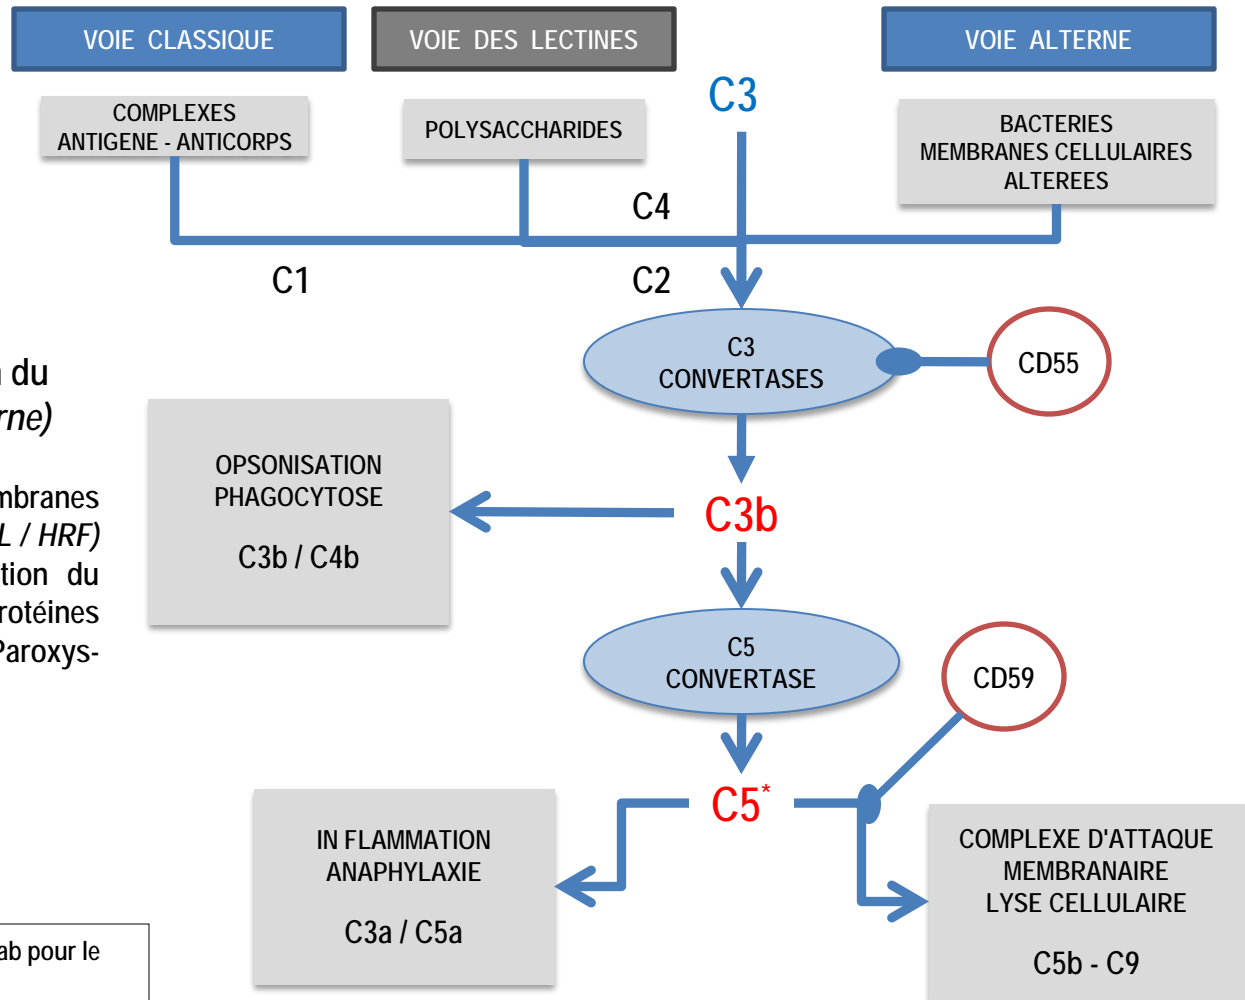 VOIE CLASSIQUE
VOIE DES LECTINES
VOIE ALTERNE
COMPLEXES
ANTIGENE - ANTICORPS
POLYSACCHARIDES
C3
BACTERIES
MEMBRANES CELLULAIRES
ALTEREES
C4
C1
C2
C3
CONVERTASES
CD55
du
rne)
mbranes
L / HRF)
tion du
rotéines
Paroxys-
OPSONISATION
PHAGOCYTOSE
C3b / C4b
C3b
C5
CONVERTASE
CD59
C5*
IN FLAMMATION
ANAPHYLAXIE
C3a / C5a
COMPLEXE D'ATTAQUE
MEMBRANAIRE
LYSE CELLULAIRE
C5b - C9
ab pour le